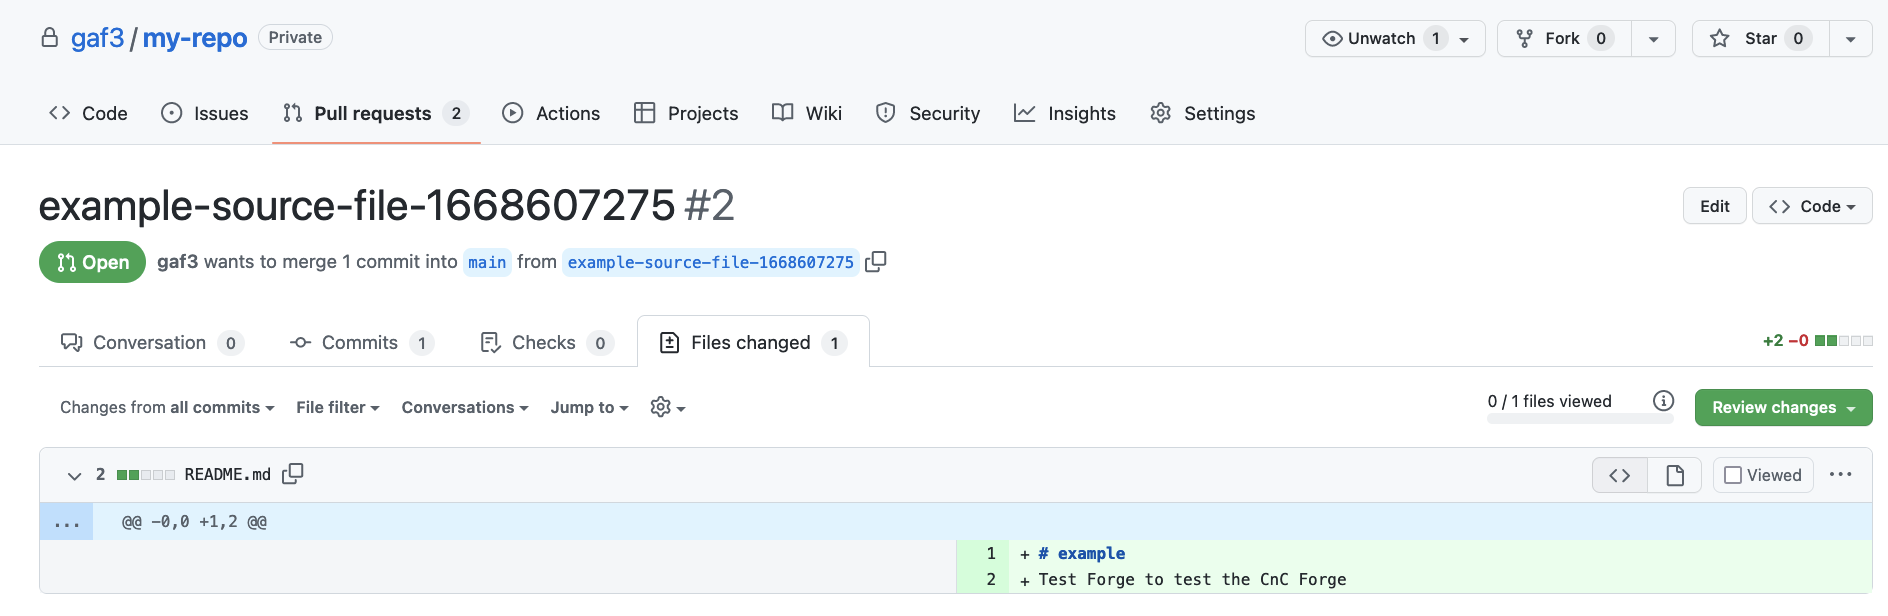 gaf3 / my-repo Private Unwatch 1 Fork 0 Star 0
Code Issues Pull requests 2 Actions Projects Wiki Security Insights Settings
example-source-file-1668607275 #2 Edit Code
Open gaf3 wants to merge 1 commit into main from example-source-file-1668607275
Conversation 0 Commits 1 Checks 0 Files changed 1 +2 −0
Changes from all commits File filter Conversations Jump to 0 / 1 files viewed Review changes
2 README.md Viewed ...
... @@ -0,0 +1,2 @@
1 + # example
2 + Test Forge to test the CnC Forge